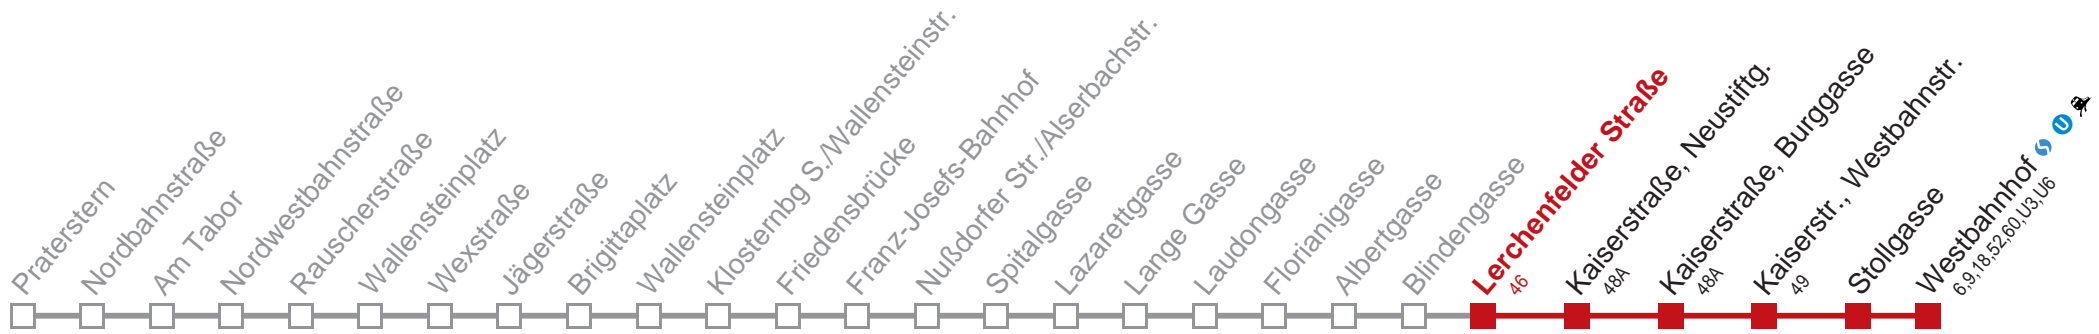 Praterstern
Nordbahnstraße
Am Tabor
Nordwestbahnstraße
Rauscherstraße
Wallensteinplatz
Wexstraße
Jägerstraße
Brigittaplatz
Wallensteinplatz
Klosternbg S./Wallensteinstr.
Friedensbrücke
Franz-Josefs-Bahnhof
Nußdorfer Str./Alserbachstr.
Spitalgasse
Lazarettgasse
Lange Gasse
Laudongasse
Florianigasse
Albertgasse
Blindengasse
Lerchenfelder Straße
46
Kaiserstraße, Neustiftg.
48A
Kaiserstraße, Burggasse
48A
Kaiserstr., Westbahnstr.
49
Stollgasse
Westbahnhof S U
6,9,18,52,60,U3,U6